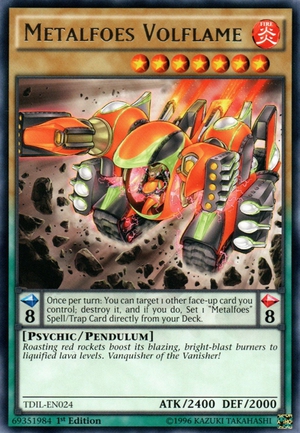 METALFOES VOLFLAME
FIRE
炎
Once per turn: You can target 1 other face-up card you
control; destroy it, and if you do, Set 1 "Metalfoes"
Spell/Trap Card directly from your Deck.
8
8
[PSYCHIC/PENDULUM]
Roasting red rockets boost its blazing, bright-blast burners to
liquified lava levels. Vanquisher of the Vanisher!
TDIL-EN024
ATK/2400 DEF/2000
69351984 1st Edition
©1996 KAZUKI TAKAHASHI